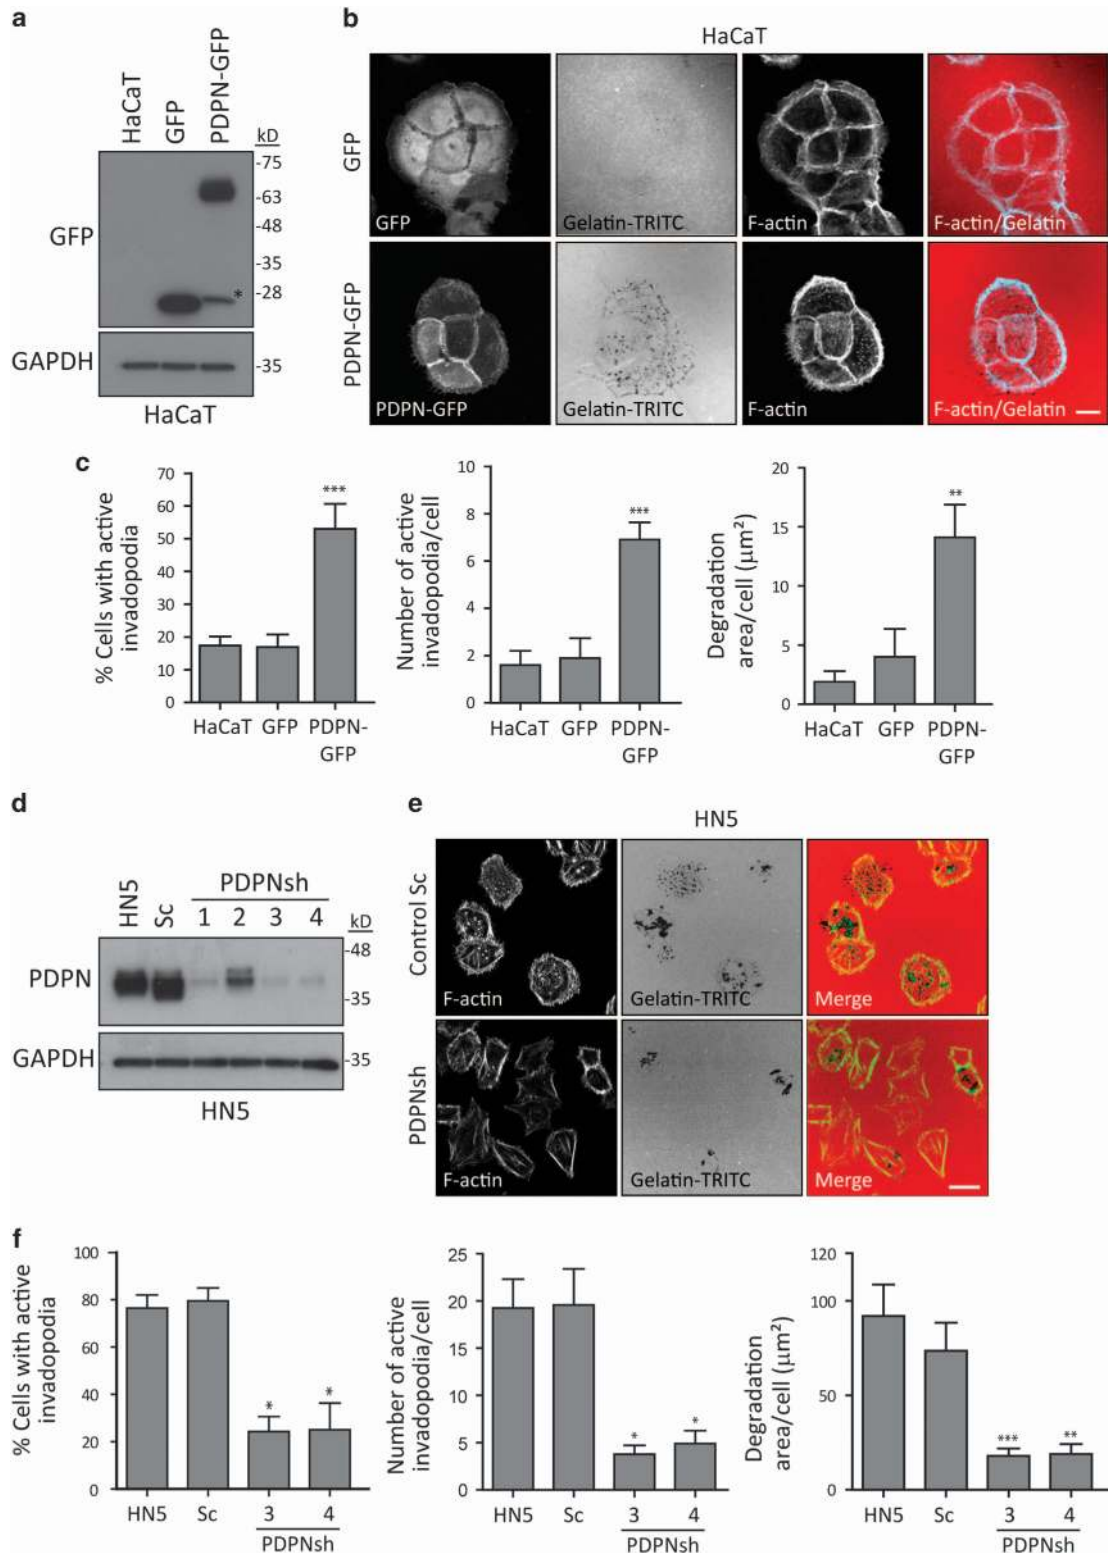 a
HaCaT
GFP
PDPN-GFP
kD
-75
-63
-48
-35
-28
*
GFP
GAPDH
-35
HaCaT
b
HaCaT
GFP
GFP
Gelatin-TRITC
F-actin
F-actin/Gelatin
PDPN-GFP
PDPN-GFP
Gelatin-TRITC
F-actin
F-actin/Gelatin
c
% Cells with active
invadopodia
70
60
50
40
30
20
10
0
***
HaCaT GFP PDPN-
GFP
Number of active
invadopodia/cell
10
8
6
4
2
0
***
HaCaT GFP PDPN-
GFP
Degradation
area/cell (µm²)
20
15
10
5
0
**
HaCaT GFP PDPN-
GFP
d
HN5
Sc
PDPNsh
1 2 3 4
kD
-48
PDPN
-35
GAPDH
-35
HN5
e
HN5
Control Sc
F-actin
Gelatin-TRITC
Merge
PDPNsh
F-actin
Gelatin-TRITC
Merge
f
% Cells with active
invadopodia
100
80
60
40
20
0
* *
HN5 Sc 3 4
PDPNsh
Number of active
invadopodia/cell
25
20
15
10
5
0
* *
HN5 Sc 3 4
PDPNsh
Degradation
area/cell (µm²)
120
100
50
0
*** **
HN5 Sc 3 4
PDPNsh